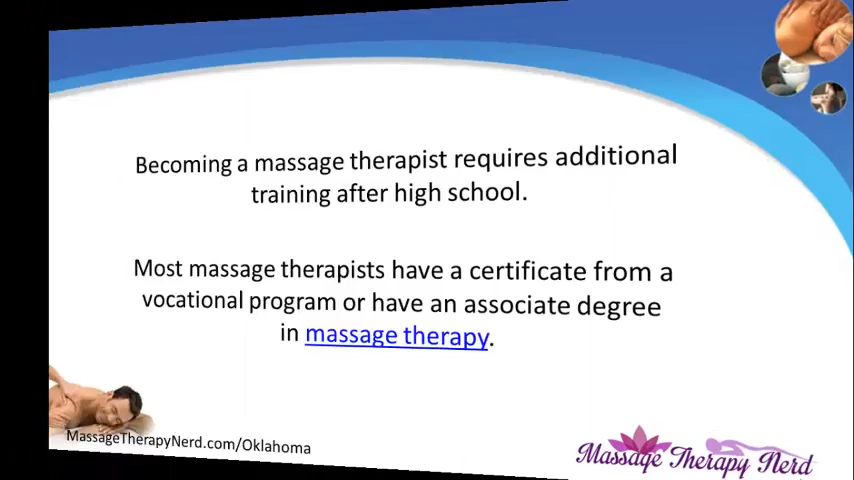 Becoming a massage therapist requires additional
training after high school.
Most massage therapists have a certificate from a
vocational program or have an associate degree
in massage therapy.
MassageTherapyNerd.com/Oklahoma
Massage Therapy Nerd